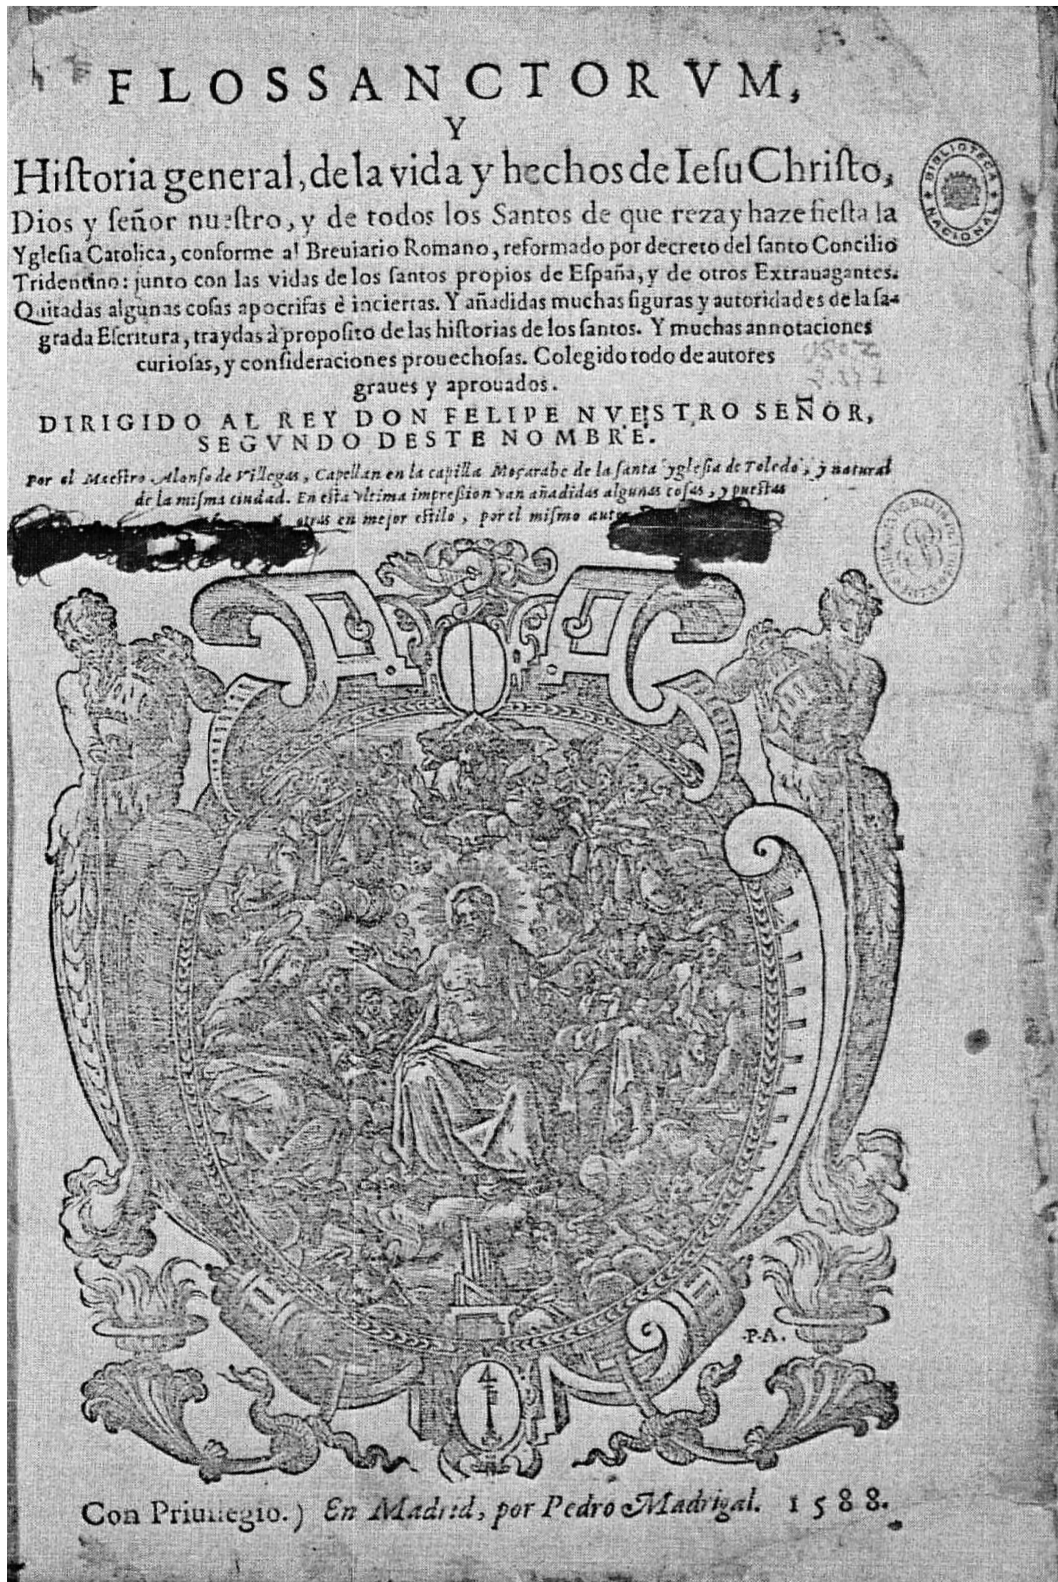 FLOSSANCTORVM,
Y
Hiſtoria general, de la vida y hechos de Ieſu Chriſto,
Dios y ſeñor nueſtro, y de todos los Santos de que reza y haze fieſta la
Ygleſia Catolica, conforme al Breuiario Romano, reformado por decreto del ſanto Concilio
Tridentino: junto con las vidas de los ſantos propios de Eſpaña, y de otros Extrauagantes.
Quitadas algunas coſas apocrifas è inciertas. Y añadidas muchas figuras y autoridades de la ſa-
grada Eſcritura, traydas à propoſito de las hiſtorias de los ſantos. Y muchas annotaciones
curioſas, y conſideraciones prouechoſas. Colegido todo de autores
graues y aprouados.
DIRIGIDO AL REY DON FELIPE NVESTRO SEÑOR,
SEGVNDO DESTE NOMBRE.
Por el Maeſtro Alonſo de Villegas, Capellan en la capilla Moçarabe de la ſanta ygleſia de Toledo, y natural
de la miſma ciudad. En eſta vltima impreſsion van añadidas algunas coſas, y pueſtas
otras en mejor eſtilo, por el miſmo
BIBLIOTECA
NACIONAL
.P.A.
Con Priuilegio.) En Madrid, por Pedro Madrigal. 1588.